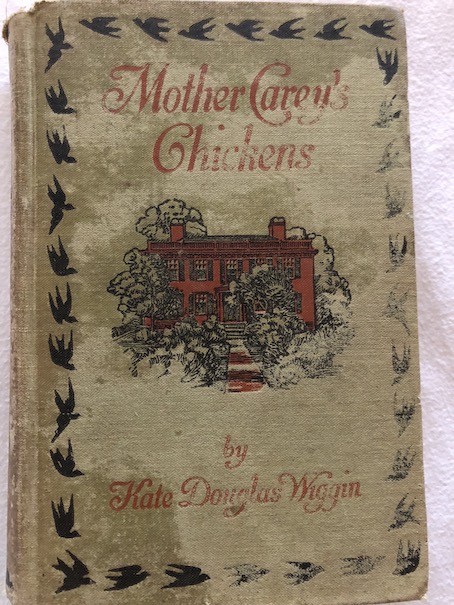 Mother Carey's
Chickens
by
Kate Douglas Wiggin